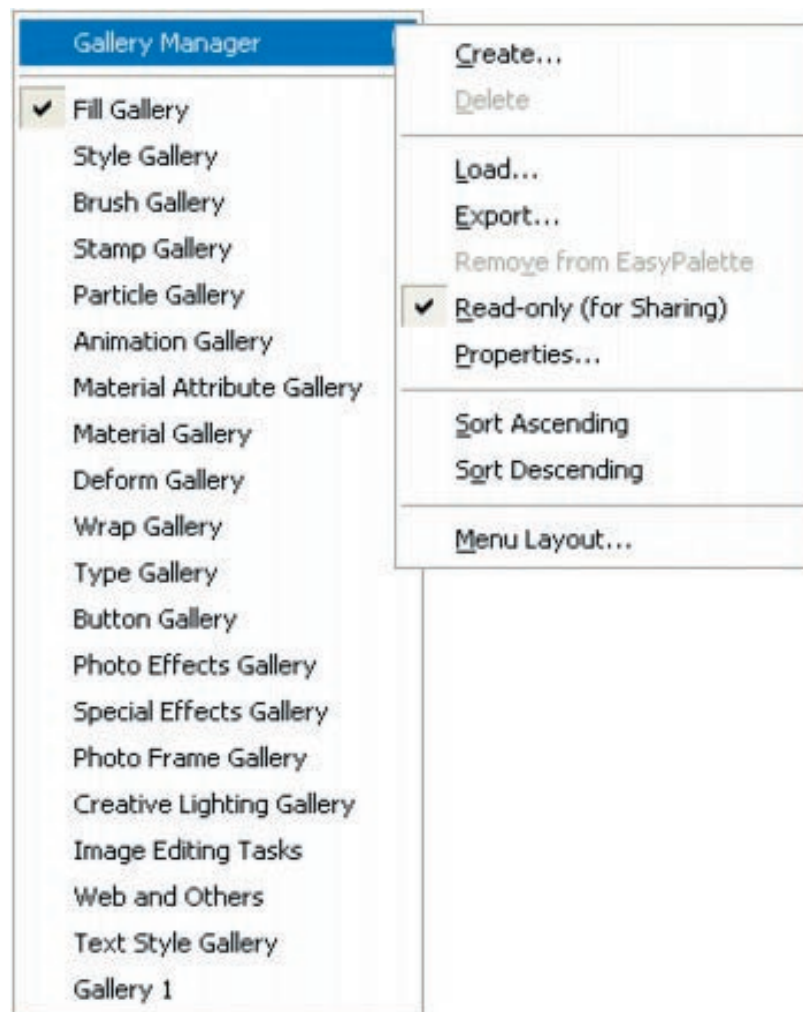 Gallery Manager
Fill Gallery
Style Gallery
Brush Gallery
Stamp Gallery
Particle Gallery
Animation Gallery
Material Attribute Gallery
Material Gallery
Deform Gallery
Wrap Gallery
Type Gallery
Button Gallery
Photo Effects Gallery
Special Effects Gallery
Photo Frame Gallery
Creative Lighting Gallery
Image Editing Tasks
Web and Others
Text Style Gallery
Gallery 1
Create...
Delete
Load...
Export...
Remove from EasyPalette
Read-only (for Sharing)
Properties...
Sort Ascending
Sort Descending
Menu Layout...